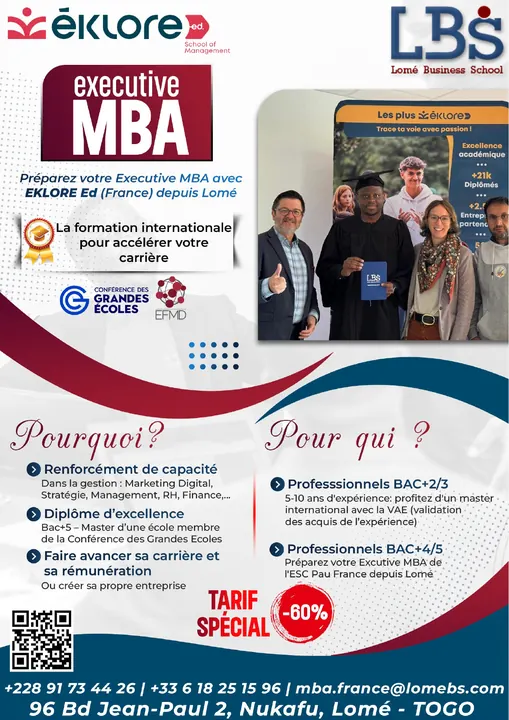 éklore ed.
School of
Management
LBS
Lomé Business School
executive
MBA
Préparez votre Executive MBA avec
EKLORE Ed (France) depuis Lomé
La formation internationale
pour accélérer votre
carrière
CONFÉRENCE DES
GRANDES
ÉCOLES
EFMD
Les plus éklore
Trace ta voie avec passion !
Excellence
académique
+21k
Diplômés
Entrep
parten
LBS
Pourquoi?
Renforcément de capacité
Dans la gestion : Marketing Digital,
Stratégie, Management, RH, Finance,...
Diplôme d'excellence
Bac+5 – Master d'une école membre
de la Conférence des Grandes Ecoles
Faire avancer sa carrière et
sa rémunération
Ou créer sa propre entreprise
Pour qui ?
Professsionnels BAC+2/3
5-10 ans d'expérience: profitez d'un master
international avec la VAE (validation
des acquis de l'expérience)
Professionnels BAC+4/5
Préparez votre Excutive MBA de
l'ESC Pau France depuis Lomé
TARIF
SPÉCIAL
-60%
+228 91 73 44 26 | +33 6 18 25 15 96 | mba.france@lomebs.com
96 Bd Jean-Paul 2, Nukafu, Lomé - TOGO